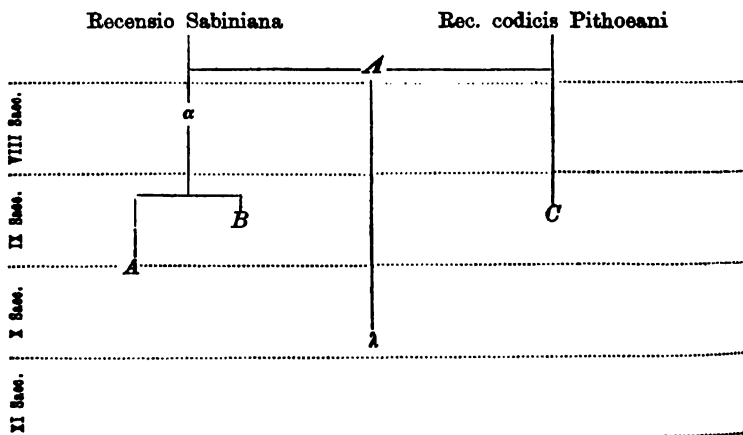 Recensio Sabiniana Rec. codicis Pithoeani
Λ
VIII Saec.
α
IX Saec.
B C
A
X Saec.
λ
XI Saec.